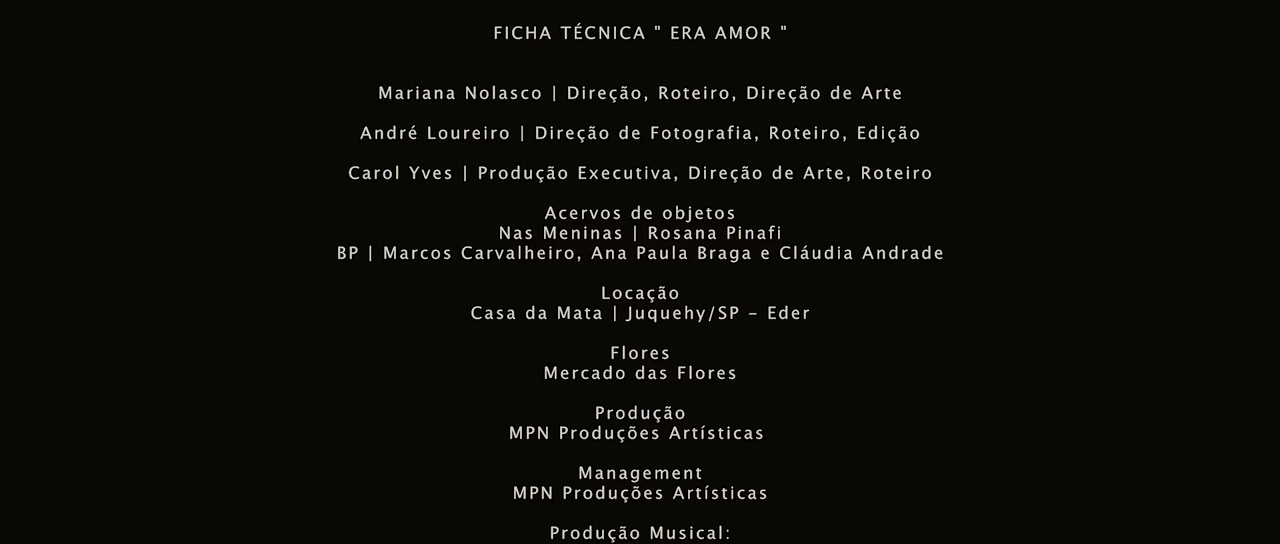 FICHA TÉCNICA " ERA AMOR "
Mariana Nolasco | Direção, Roteiro, Direção de Arte
André Loureiro | Direção de Fotografia, Roteiro, Edição
Carol Yves | Produção Executiva, Direção de Arte, Roteiro
Acervos de objetos
Nas Meninas | Rosana Pinafi
BP | Marcos Carvalheiro, Ana Paula Braga e Cláudia Andrade
Locação
Casa da Mata | Juquehy/SP – Eder
Flores
Mercado das Flores
Produção
MPN Produções Artísticas
Management
MPN Produções Artísticas
Produção Musical: